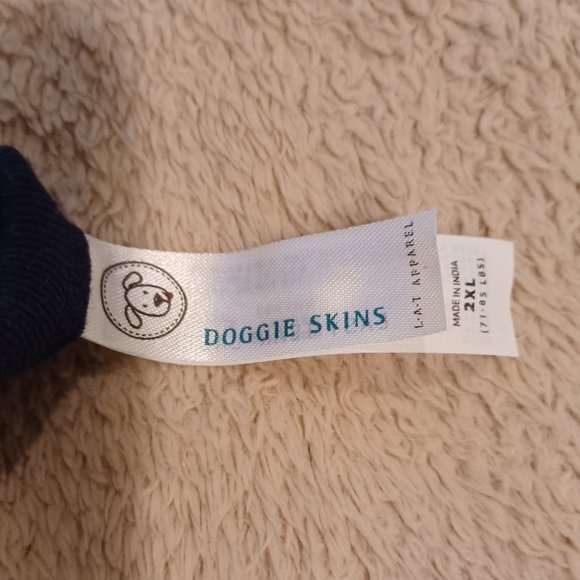 DOGGIE SKINS
L·A·T APPAREL
MADE IN INDIA
2XL
(71-85 LBS)